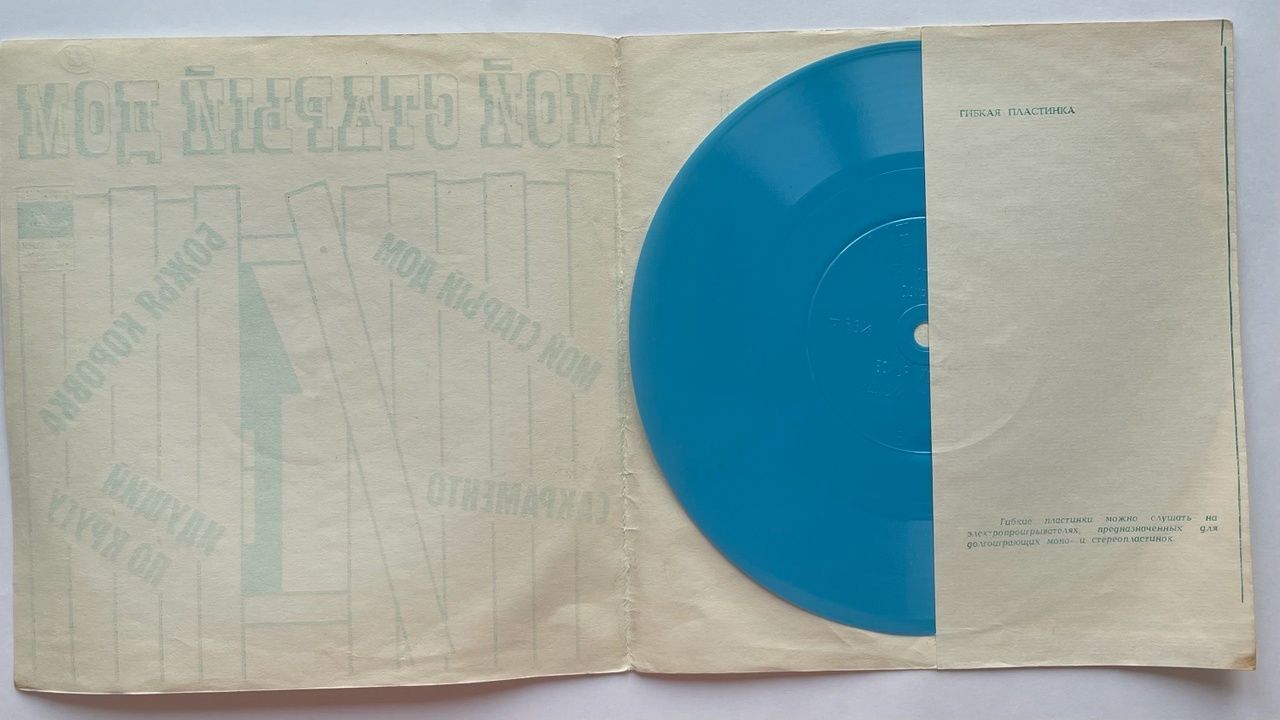 МОЙ СТАРЫЙ ДОМ
БОЖЬЯ КОРОВКА
МОЙ СТАРЫЙ ДОМ
ИДУЩИЙ
ПО КРУГУ
САКРАМЕНТО
ГИБКАЯ ПЛАСТИНКА
Гибкие пластинки можно слушать на
электропроигрывателях, предназначенных для
долгоиграющих моно- и стереопластинок.